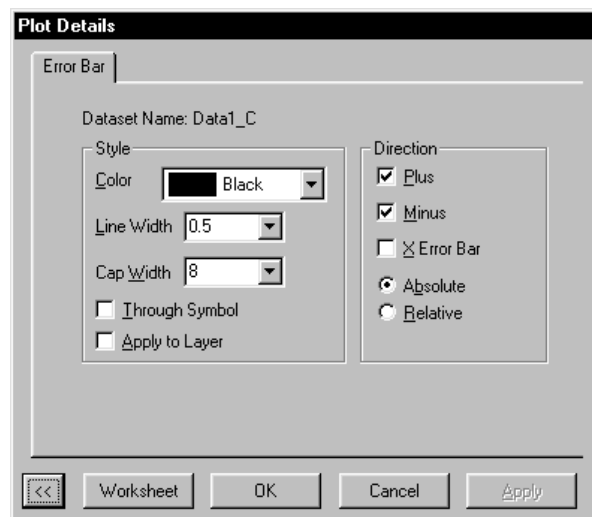 Plot Details
Error Bar
Dataset Name: Data1_C
Style
Color Black
Line Width 0.5
Cap Width 8
Through Symbol
Apply to Layer
Direction
Plus
Minus
X Error Bar
Absolute
Relative
<< Worksheet OK Cancel Apply